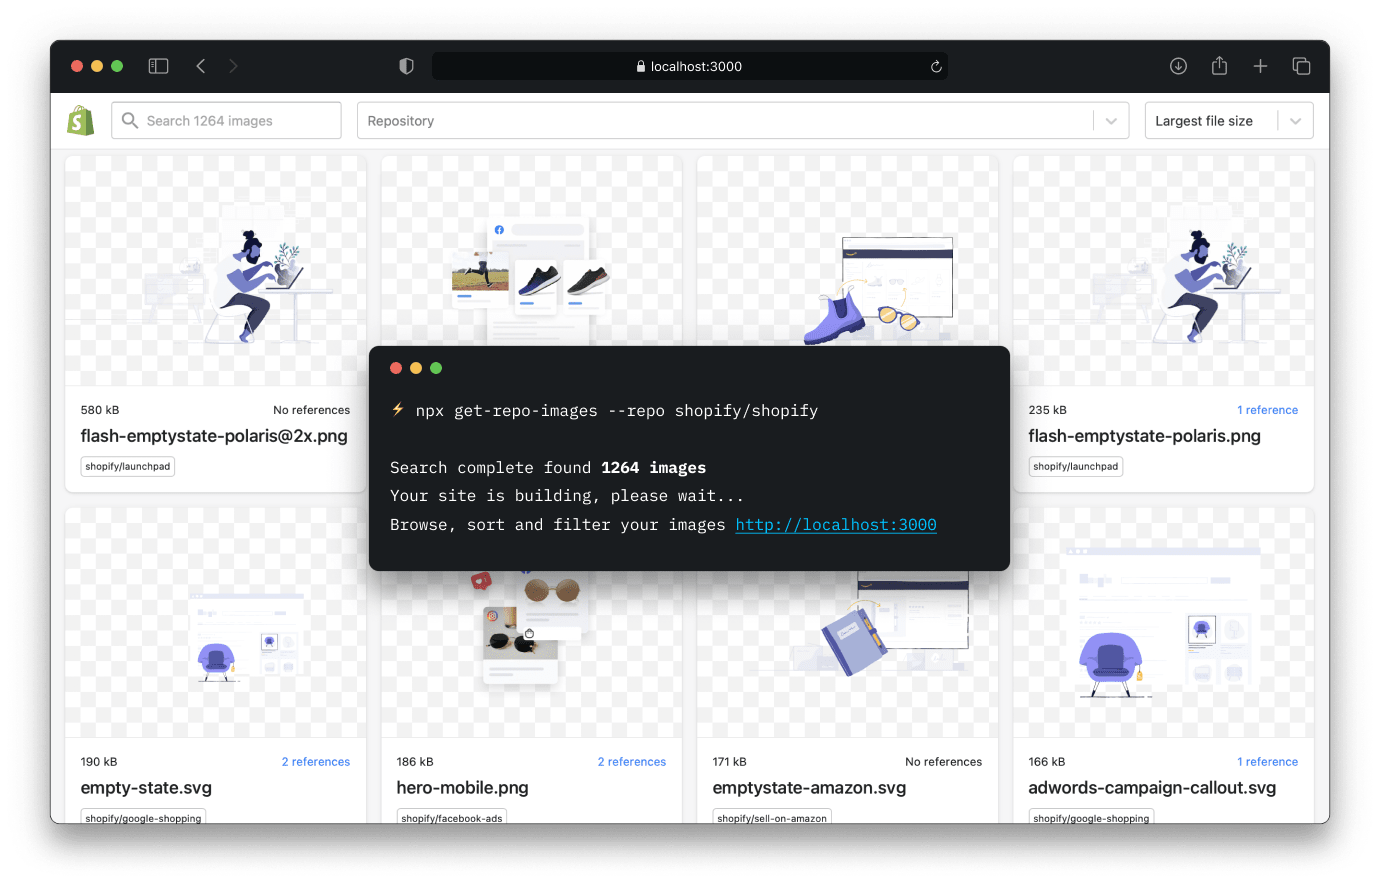 localhost:3000
Search 1264 images
Repository
Largest file size
580 kB
No references
flash-emptystate-polaris@2x.png
shopify/launchpad
235 kB
1 reference
flash-emptystate-polaris.png
shopify/launchpad
⚡ npx get-repo-images --repo shopify/shopify
Search complete found 1264 images
Your site is building, please wait...
Browse, sort and filter your images http://localhost:3000
190 kB
2 references
empty-state.svg
shopify/google-shopping
186 kB
2 references
hero-mobile.png
shopify/facebook-ads
171 kB
No references
emptystate-amazon.svg
shopify/sell-on-amazon
166 kB
1 reference
adwords-campaign-callout.svg
shopify/google-shopping